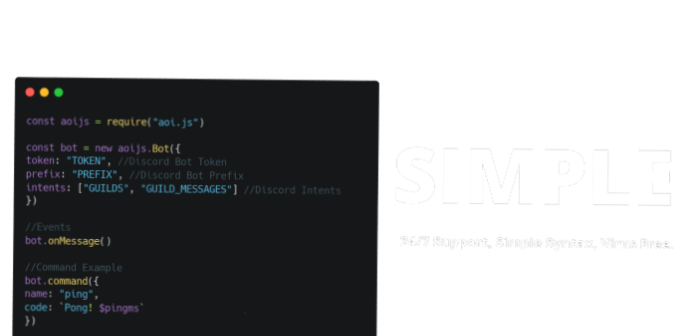 const aoijs = require("aoi.js")
const bot = new aoijs.Bot({
token: "TOKEN", //Discord Bot Token
prefix: "PREFIX", //Discord Bot Prefix
intents: ["GUILDS", "GUILD_MESSAGES"] //Discord Intents
})
//Events
bot.onMessage()
//Command Example
bot.command({
name: "ping",
code: `Pong! $pingms`
})
SIMPLE
24/7 Support, Simple Syntax, Virus Free.